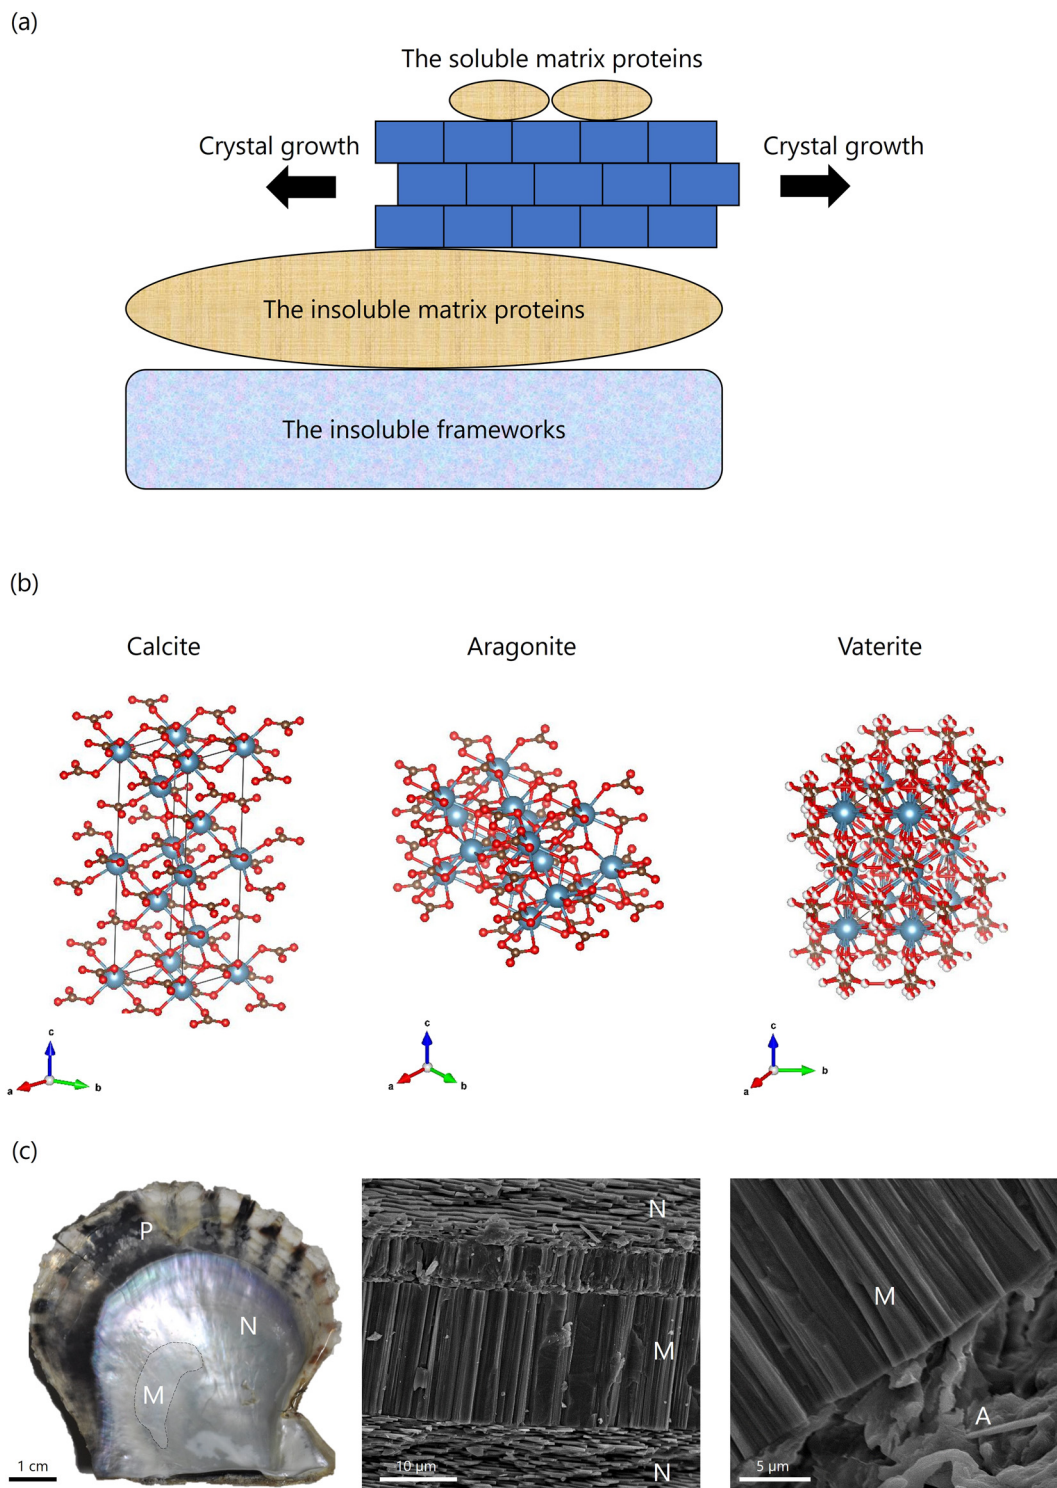 (a)
The soluble matrix proteins
Crystal growth
Crystal growth
The insoluble matrix proteins
The insoluble frameworks
(b)
Calcite
Aragonite
Vaterite
c
a
b
c
a
b
c
a
b
(c)
P
N
M
1 cm
N
M
N
10 μm
M
A
5 μm